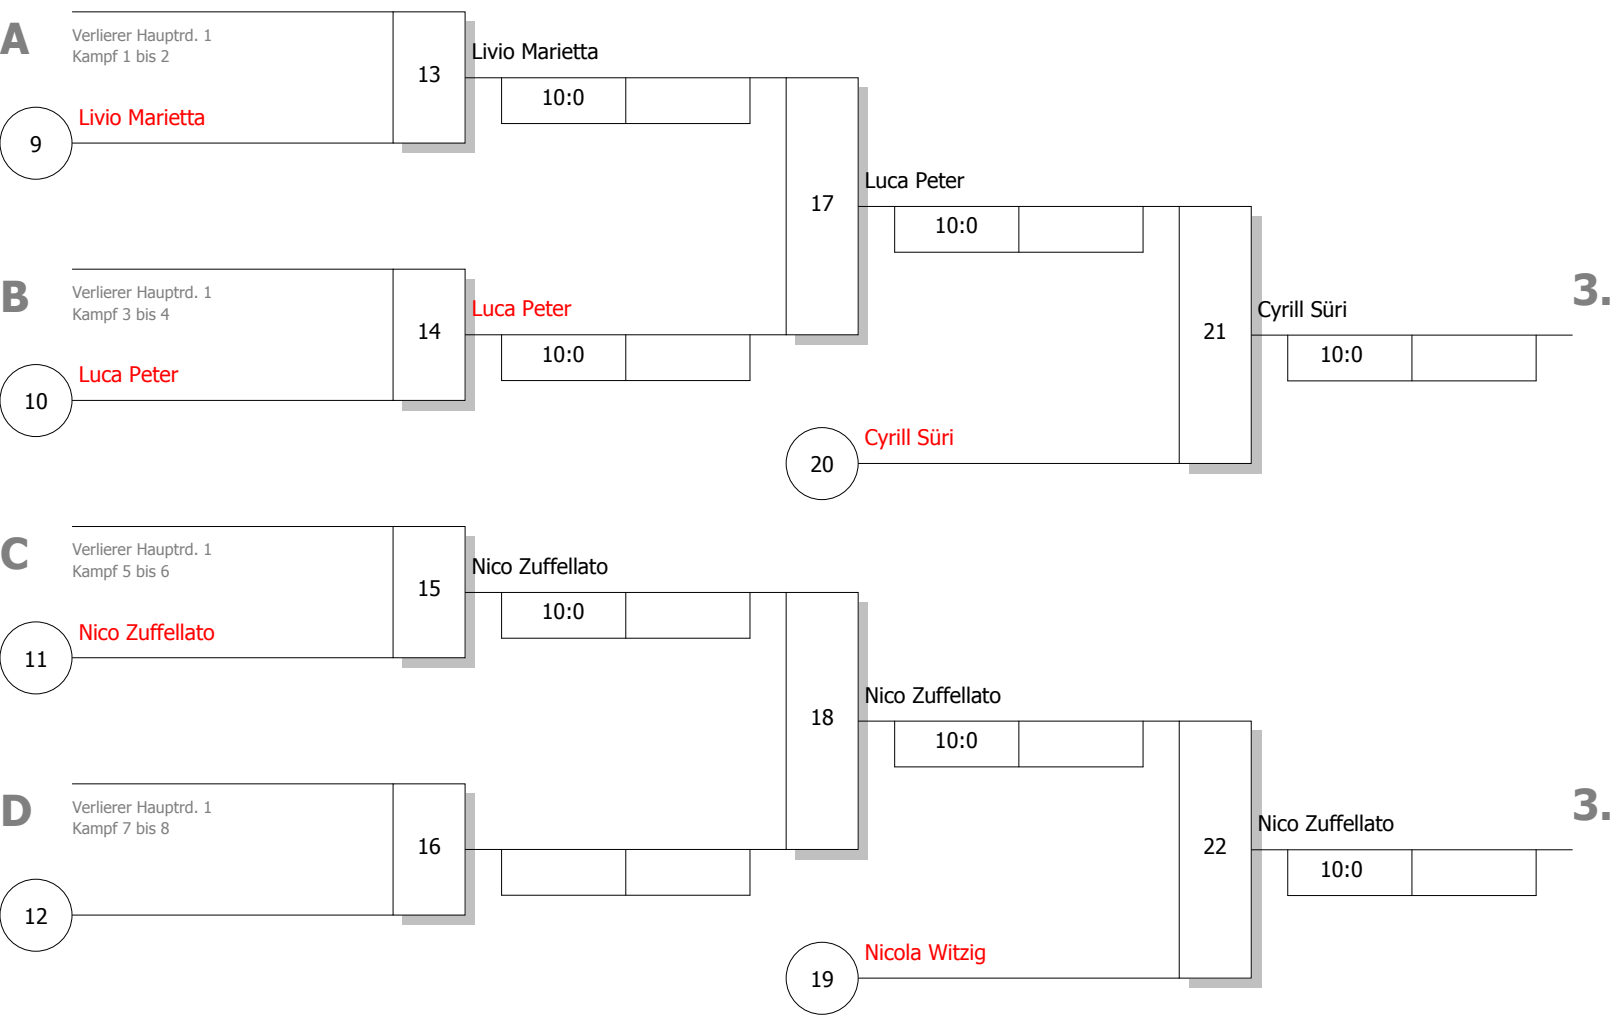 A
Verlierer Hauptrd. 1
Kampf 1 bis 2
13
Livio Marietta
10:0
Livio Marietta
9
17
Luca Peter
10:0
B
Verlierer Hauptrd. 1
Kampf 3 bis 4
14
Luca Peter
10:0
Luca Peter
10
21
Cyrill Süri
10:0
3.
Cyrill Süri
20
C
Verlierer Hauptrd. 1
Kampf 5 bis 6
15
Nico Zuffellato
10:0
Nico Zuffellato
11
18
Nico Zuffellato
10:0
D
Verlierer Hauptrd. 1
Kampf 7 bis 8
16
12
22
Nico Zuffellato
10:0
3.
Nicola Witzig
19